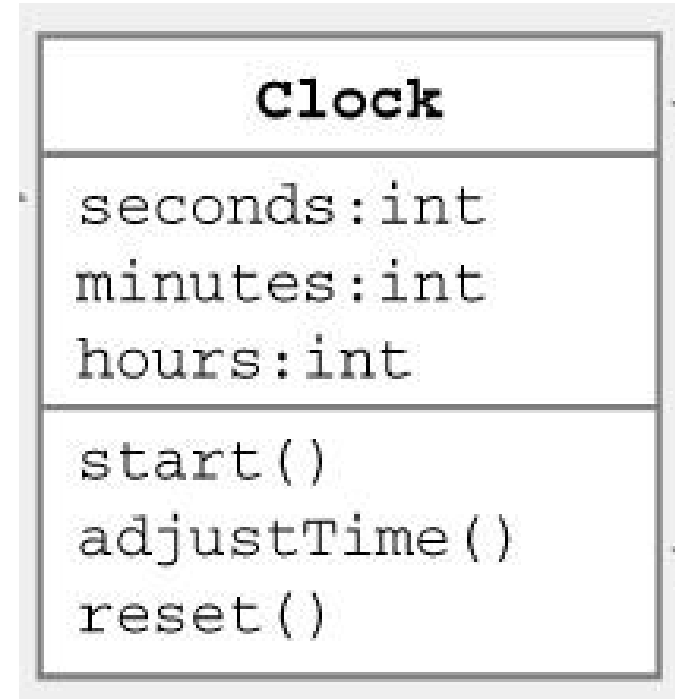 Clock
seconds:int
minutes:int
hours:int
start()
adjustTime()
reset()